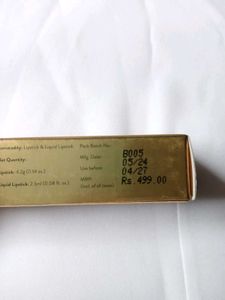 Commodity: Lipstick & Liquid Lipstick Pack Batch No.: B005
Net Quantity: Mfg. Date: 05/24
Use before: 04/27
Lipstick: 4.2g (0.14 oz.) MRP: Rs.499.00
Liquid Lipstick (2.5ml (0.08 fl. oz.) (Incl. of all taxes)